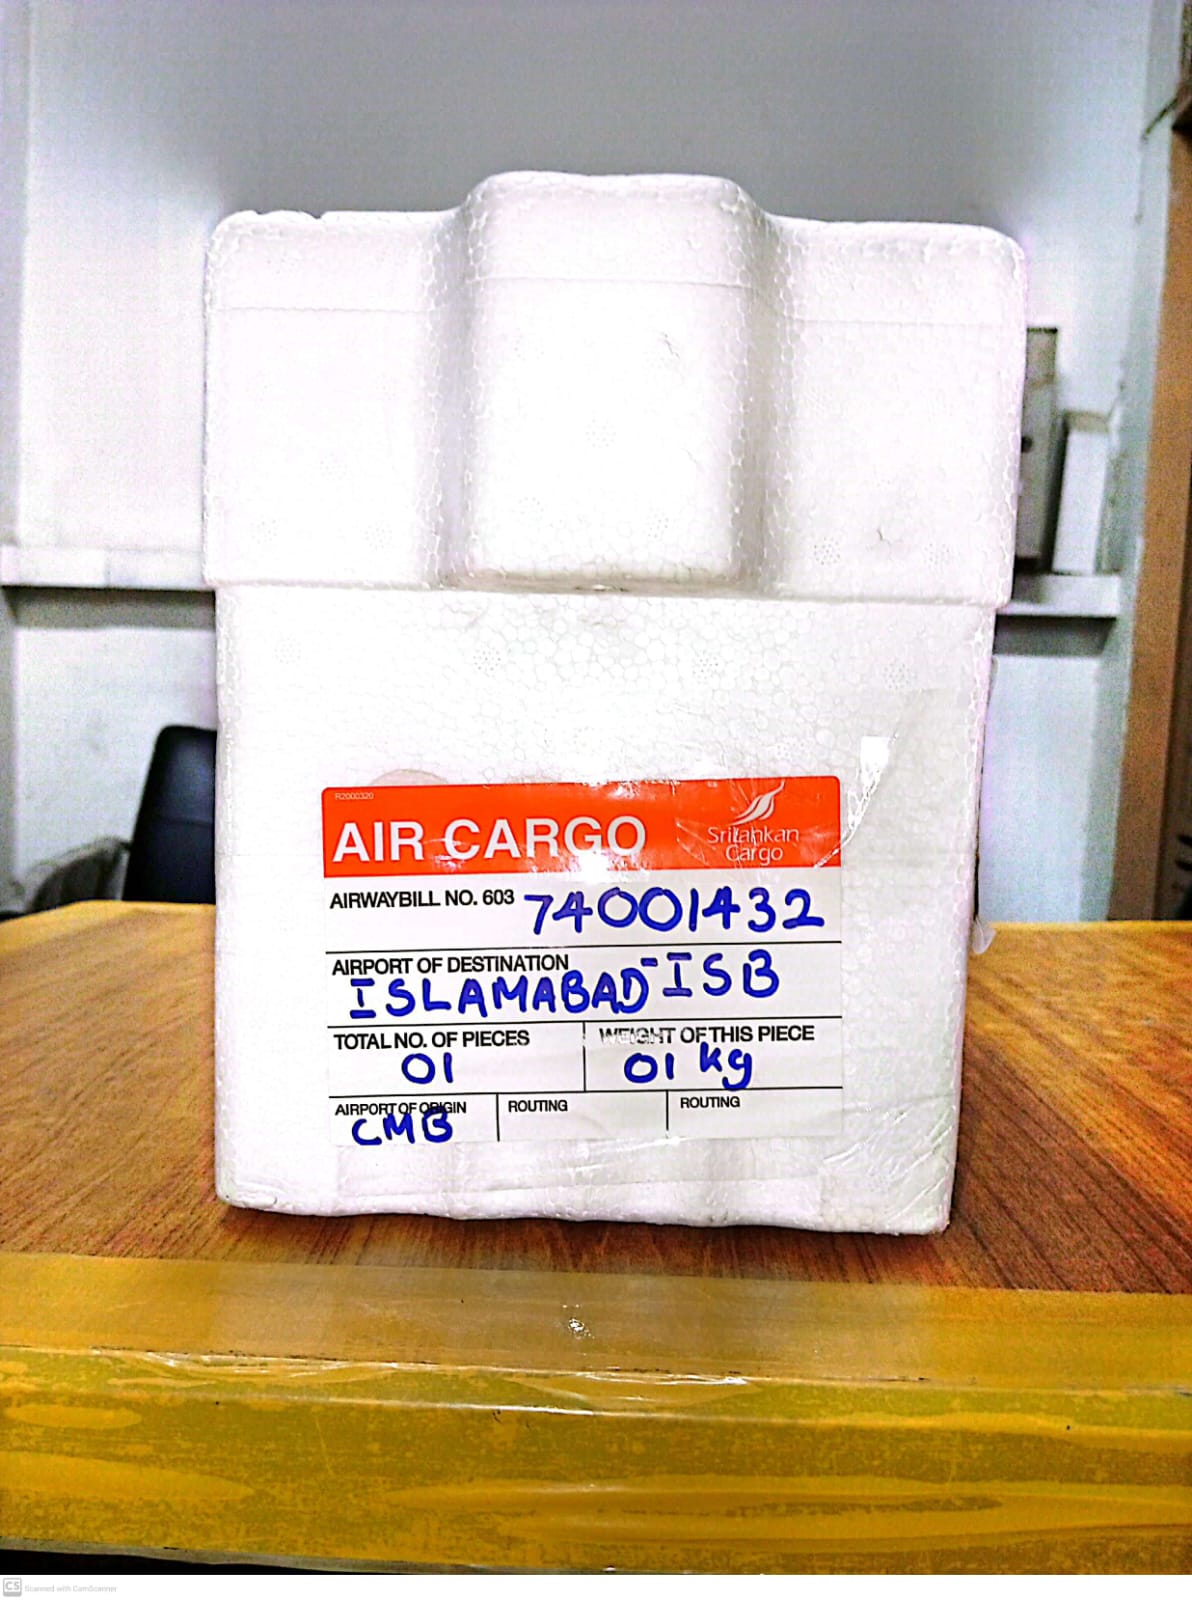 R2000320
AIR CARGO
SriLankan
Cargo
AIRWAYBILL NO. 603 74001432
AIRPORT OF DESTINATION
ISLAMABAD-ISB
TOTAL NO. OF PIECES
01
WEIGHT OF THIS PIECE
01 kg
AIRPORT OF ORIGIN
CMB
ROUTING
ROUTING
CS Scanned with CamScanner